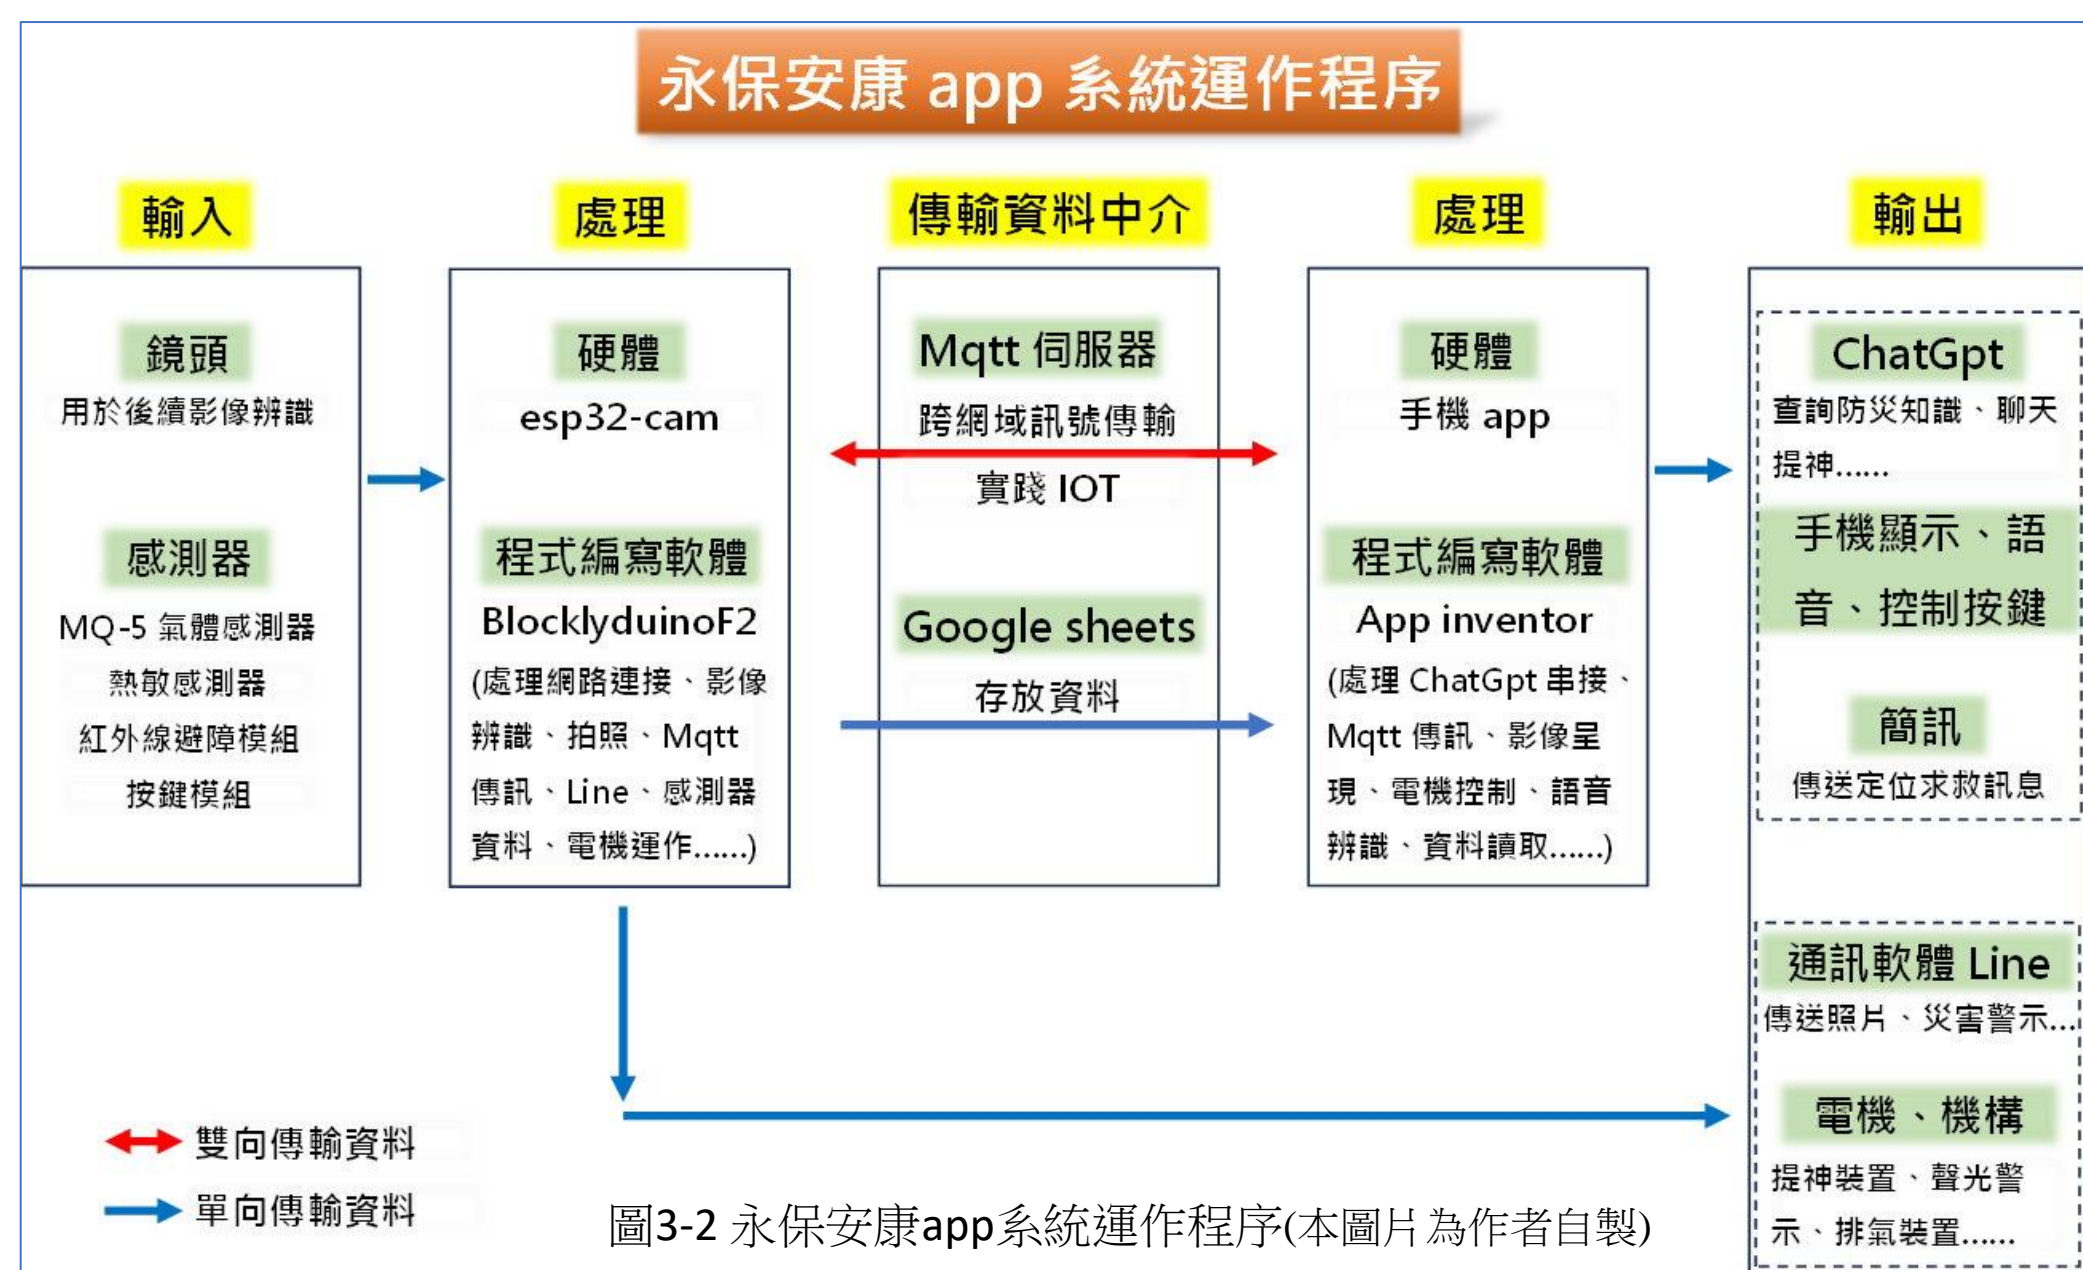 永保安康 app 系統運作程序
輸入
鏡頭
用於後續影像辨識
感測器
MQ-5 氣體感測器
熱敏感測器
紅外線避障模組
按鍵模組
處理
硬體
esp32-cam
程式編寫軟體
BlocklyduinoF2
(處理網路連接、影像
辨識、拍照、Mqtt
傳訊、Line、感測器
資料、電機運作……)
傳輸資料中介
Mqtt 伺服器
跨網域訊號傳輸
實踐 IOT
Google sheets
存放資料
處理
硬體
手機 app
程式編寫軟體
App inventor
(處理 ChatGpt 串接、
Mqtt 傳訊、影像呈
現、電機控制、語音
辨識、資料讀取……)
輸出
ChatGpt
查詢防災知識、聊天
提神……
手機顯示、語
音、控制按鍵
簡訊
傳送定位求救訊息
通訊軟體 Line
傳送照片、災害警示…
電機、機構
提神裝置、聲光警
示、排氣裝置……
雙向傳輸資料
單向傳輸資料
圖3-2 永保安康app系統運作程序(本圖片為作者自製)